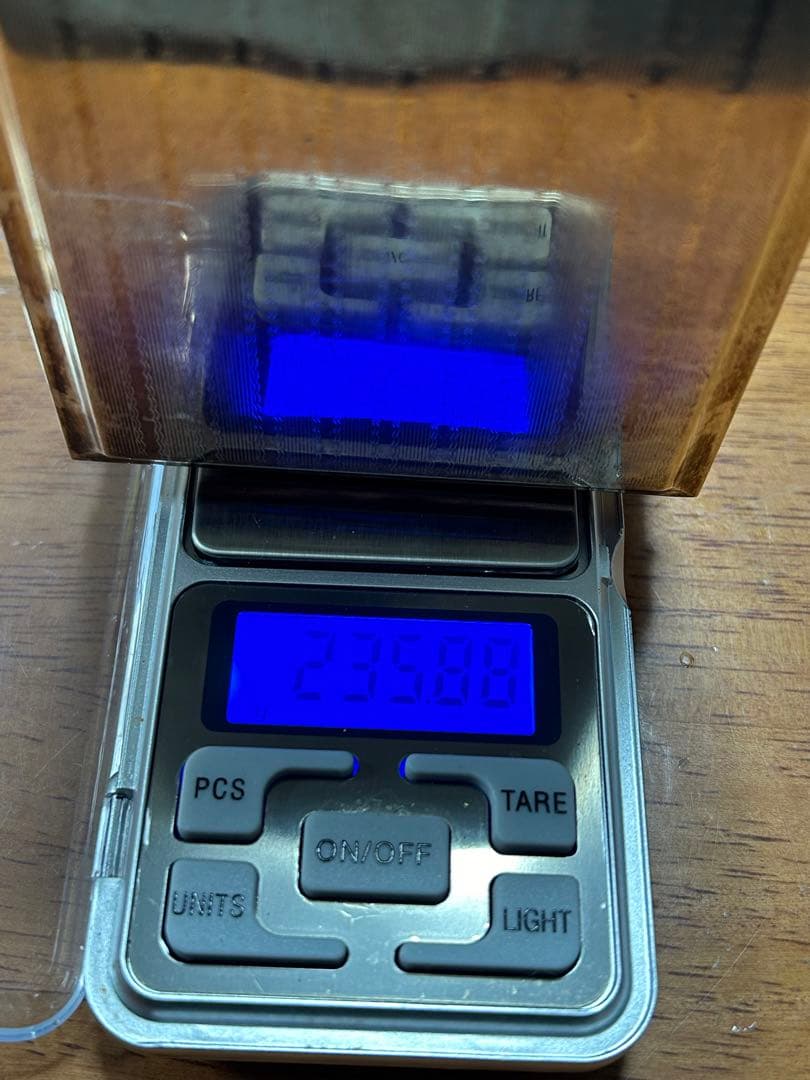 235.88
PCS
TARE
ON/OFF
UNITS
LIGHT